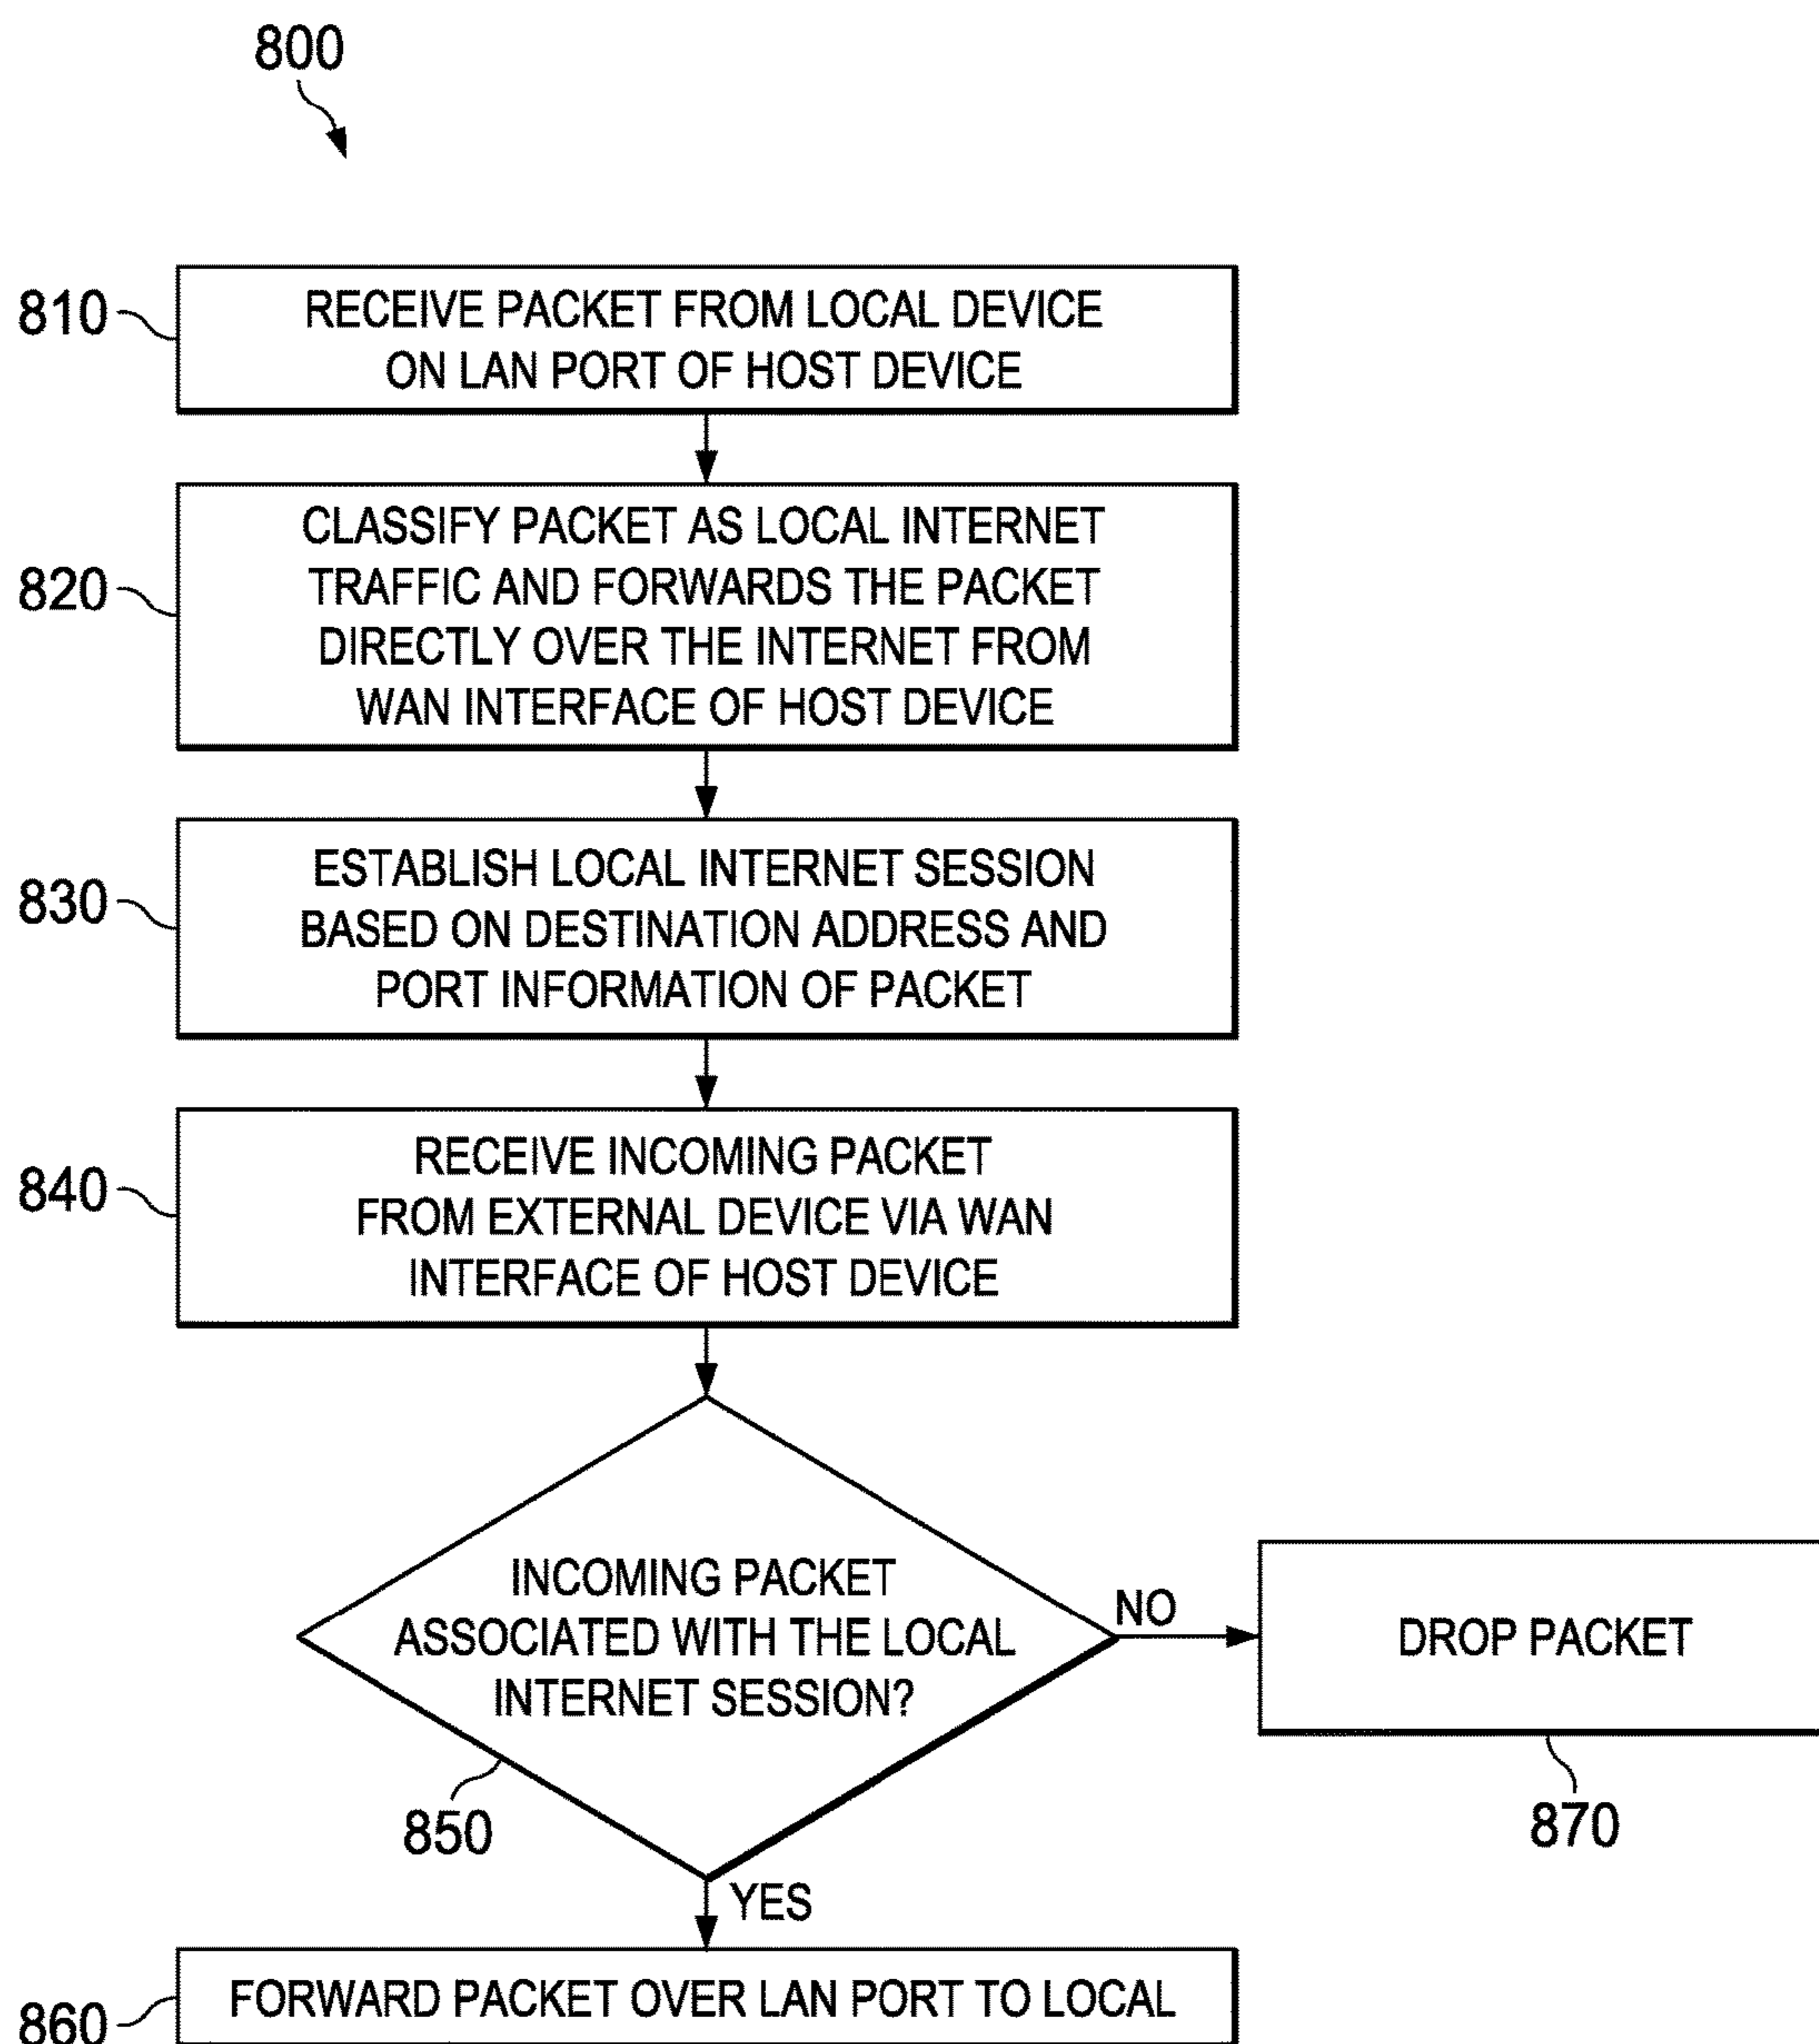 800
810
RECEIVE PACKET FROM LOCAL DEVICE
ON LAN PORT OF HOST DEVICE
820
CLASSIFY PACKET AS LOCAL INTERNET
TRAFFIC AND FORWARDS THE PACKET
DIRECTLY OVER THE INTERNET FROM
WAN INTERFACE OF HOST DEVICE
830
ESTABLISH LOCAL INTERNET SESSION
BASED ON DESTINATION ADDRESS AND
PORT INFORMATION OF PACKET
840
RECEIVE INCOMING PACKET
FROM EXTERNAL DEVICE VIA WAN
INTERFACE OF HOST DEVICE
INCOMING PACKET
ASSOCIATED WITH THE LOCAL
INTERNET SESSION?
850
NO
DROP PACKET
870
YES
860
FORWARD PACKET OVER LAN PORT TO LOCAL